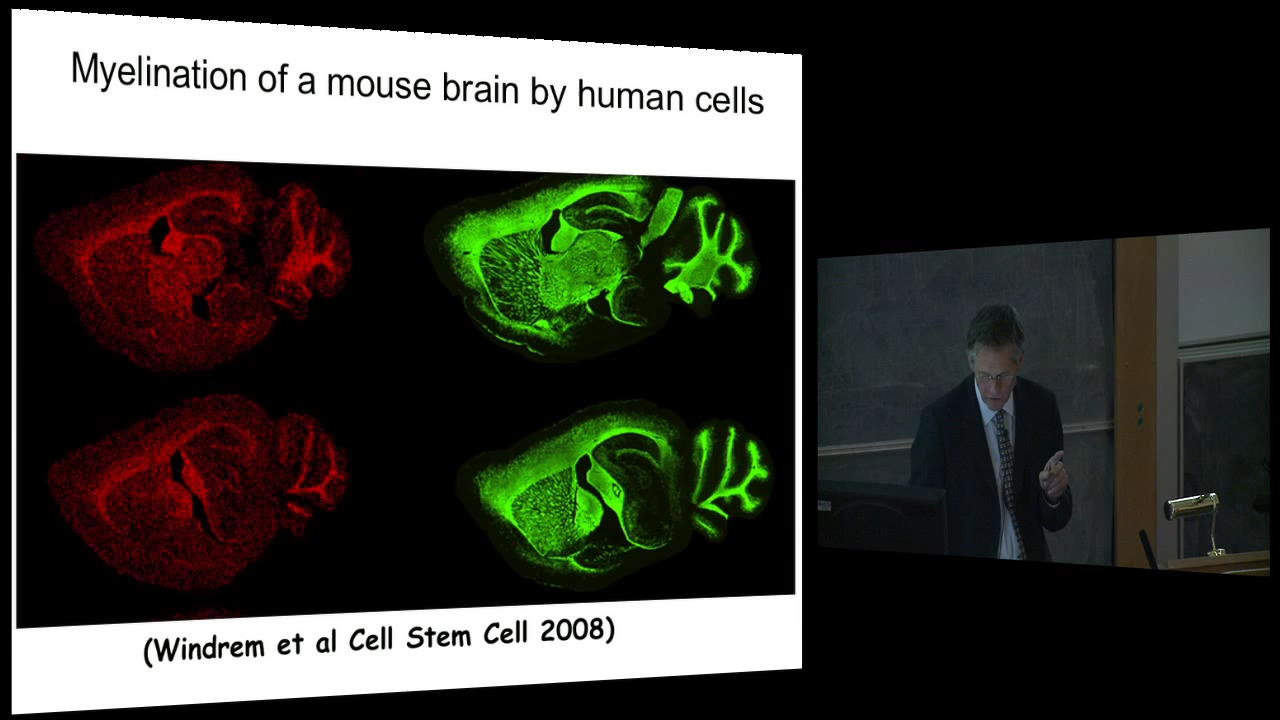 Myelination of a mouse brain by human cells
(Windrem et al Cell Stem Cell 2008)